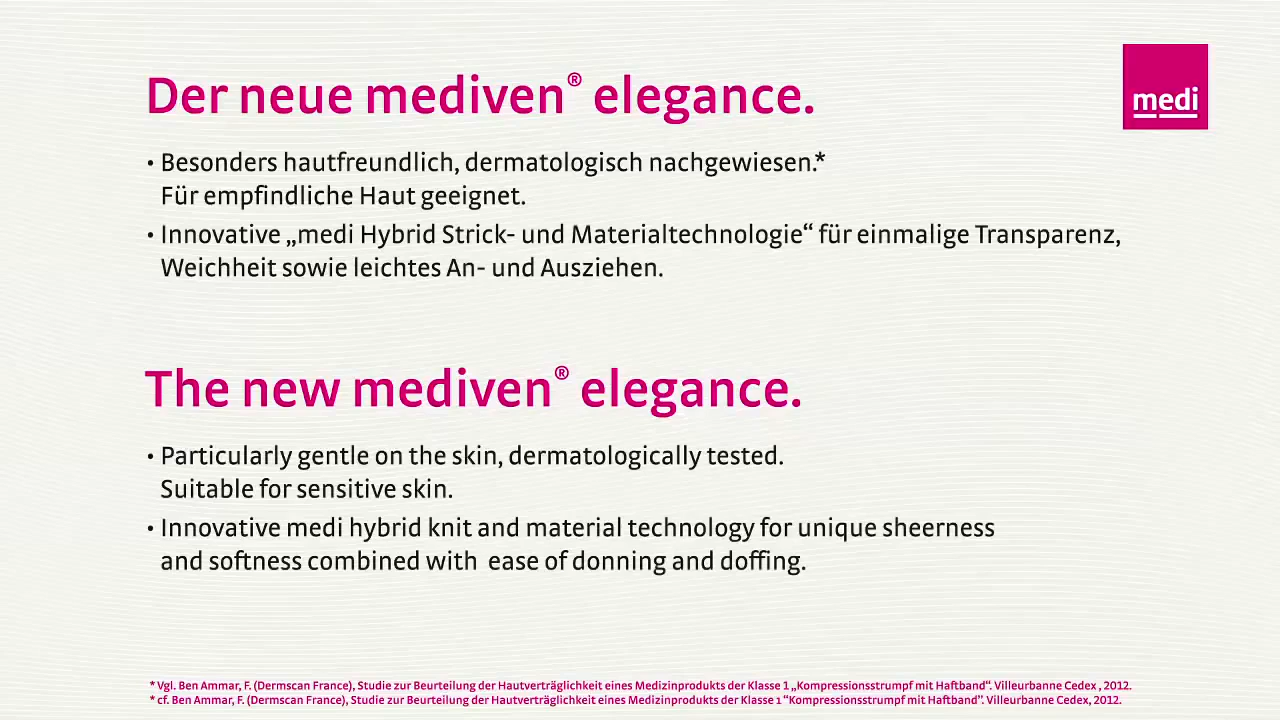 Der neue mediven® elegance.
medi
• Besonders hautfreundlich, dermatologisch nachgewiesen.*
Für empfindliche Haut geeignet.
• Innovative „medi Hybrid Strick- und Materialtechnologie“ für einmalige Transparenz,
Weichheit sowie leichtes An- und Ausziehen.
The new mediven® elegance.
• Particularly gentle on the skin, dermatologically tested.
Suitable for sensitive skin.
• Innovative medi hybrid knit and material technology for unique sheerness
and softness combined with  ease of donning and doffing.
* Vgl. Ben Ammar, F. (Dermscan France), Studie zur Beurteilung der Hautverträglichkeit eines Medizinprodukts der Klasse 1 „Kompressionsstrumpf mit Haftband“. Villeurbanne Cedex , 2012.
* cf. Ben Ammar, F. (Dermscan France), Studie zur Beurteilung der Hautverträglichkeit eines Medizinprodukts der Klasse 1 “Kompressionsstrumpf mit Haftband”. Villeurbanne Cedex, 2012.